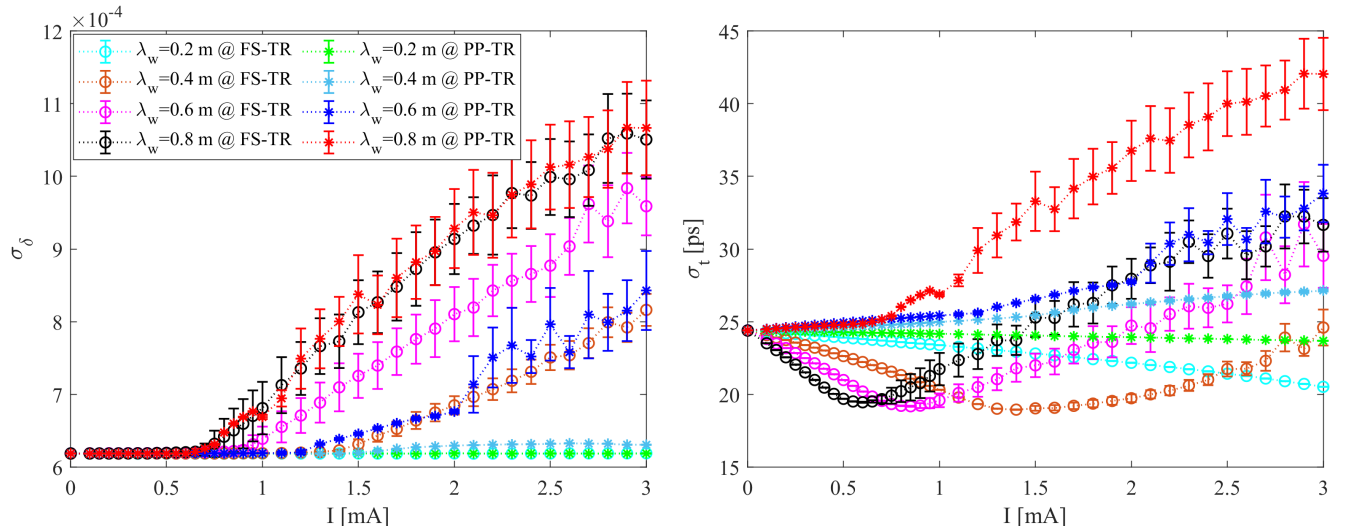 ×10⁻⁴
12
11
10
9
8
7
6
σ_δ
λ_w=0.2 m @ FS-TR λ_w=0.2 m @ PP-TR
λ_w=0.4 m @ FS-TR λ_w=0.4 m @ PP-TR
λ_w=0.6 m @ FS-TR λ_w=0.6 m @ PP-TR
λ_w=0.8 m @ FS-TR λ_w=0.8 m @ PP-TR
0 0.5 1 1.5 2 2.5 3
I [mA]
45
40
35
30
25
20
15
σ_t [ps]
0 0.5 1 1.5 2 2.5 3
I [mA]